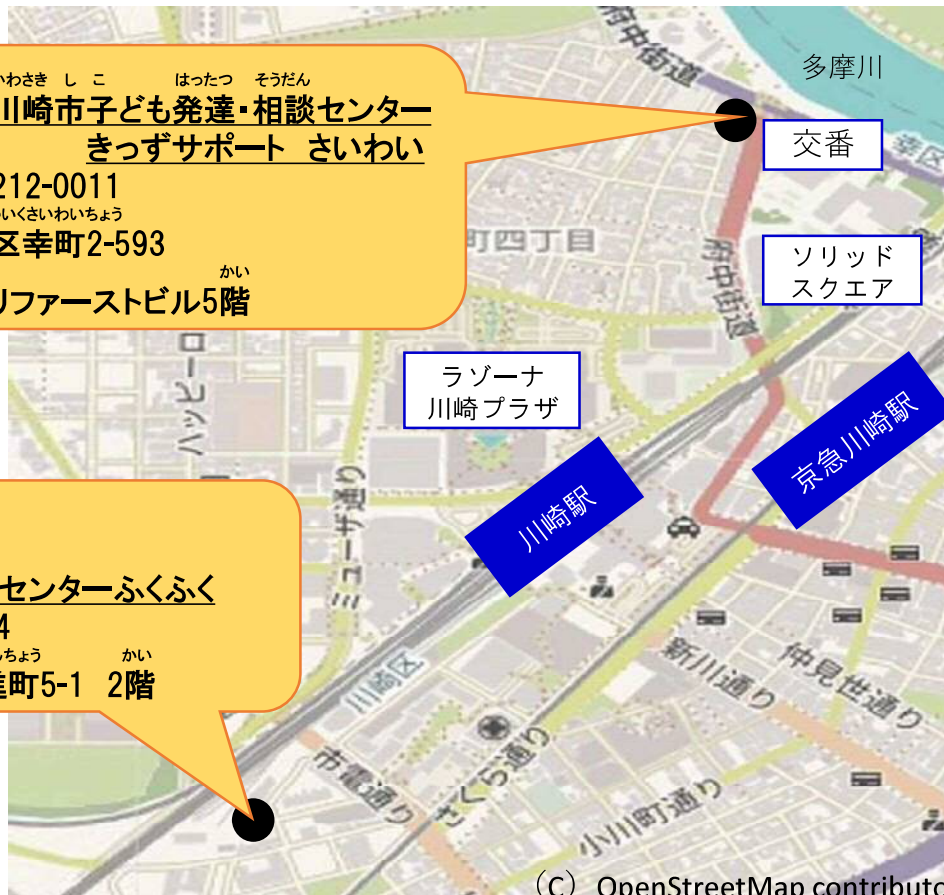 わさき し こ はったつ そうだん
川崎市子ども発達・相談センター
きっずサポート さいわい
212-0011
いくさいわいちょう
区幸町2-593
かい
リファーストビル5階
センターふくふく
4
んちょう かい
町5-1 2階
府中街道
多摩川
交番
幸区
町四丁目
府中街道
ソリッド
スクエア
ラゾーナ
川崎プラザ
ハッピーロ
ミューザ通り
川崎駅
京急川崎駅
川崎区
市電通り
さくら通り
新川通り
仲見世通り
小川町通り
(C) OpenStreetMap contributo